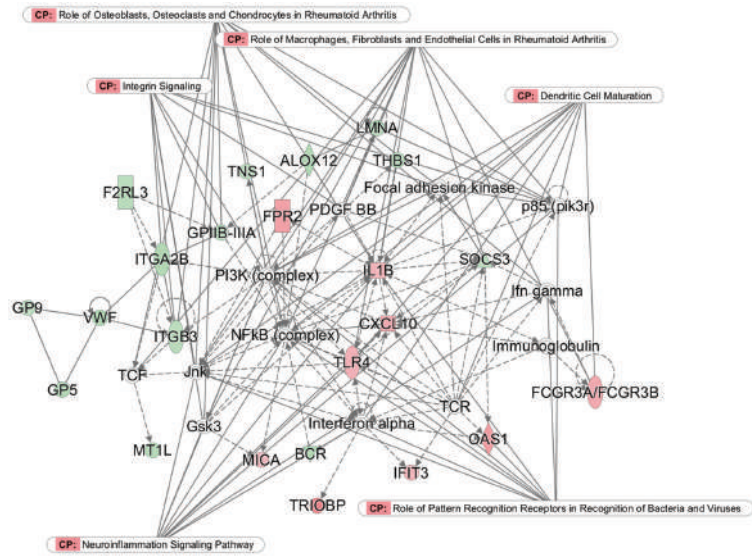 CP: Role of Osteoblasts, Osteoclasts and Chondrocytes in Rheumatoid Arthritis
CP: Role of Macrophages, Fibroblasts and Endothelial Cells in Rheumatoid Arthritis
CP: Integrin Signaling
CP: Dendritic Cell Maturation
LMNA
ALOX12
THBS1
TNS1
F2RL3
Focal adhesion kinase
FPR2
PDGF BB
p85 (pik3r)
GPIIB-IIIA
ITGA2B
PI3K (complex)
IL1B
SOCS3
Ifn gamma
GP9
VWF
CXCL10
ITGB3
NFkB (complex)
Immunoglobulin
TLR4
TCF
Jnk
GP5
FCGR3A/FCGR3B
TCR
Gsk3
Interferon alpha
OAS1
MT1L
MICA
BCR
IFIT3
TRIOBP
CP: Role of Pattern Recognition Receptors in Recognition of Bacteria and Viruses
CP: Neuroinflammation Signaling Pathway